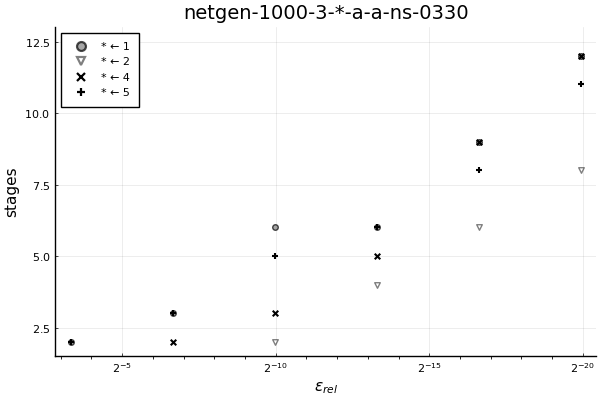 netgen-1000-3-*-a-a-ns-0330
* ← 1
* ← 2
* ← 4
* ← 5
12.5
10.0
7.5
5.0
2.5
stages
2⁻⁵
2⁻¹⁰
2⁻¹⁵
2⁻²⁰
ε_rel